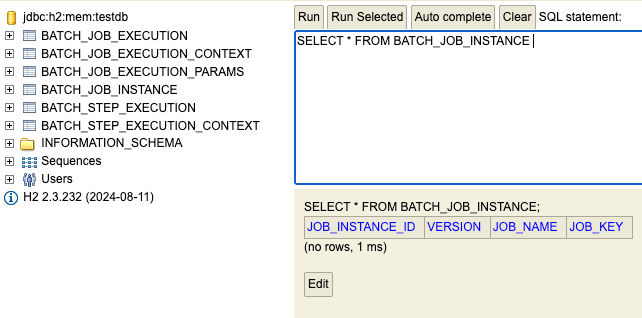 jdbc:h2:mem:testdb
BATCH_JOB_EXECUTION
BATCH_JOB_EXECUTION_CONTEXT
BATCH_JOB_EXECUTION_PARAMS
BATCH_JOB_INSTANCE
BATCH_STEP_EXECUTION
BATCH_STEP_EXECUTION_CONTEXT
INFORMATION_SCHEMA
Sequences
Users
H2 2.3.232 (2024-08-11)
Run Run Selected Auto complete Clear SQL statement:
SELECT * FROM BATCH_JOB_INSTANCE
SELECT * FROM BATCH_JOB_INSTANCE;
JOB_INSTANCE_ID VERSION JOB_NAME JOB_KEY
(no rows, 1 ms)
Edit